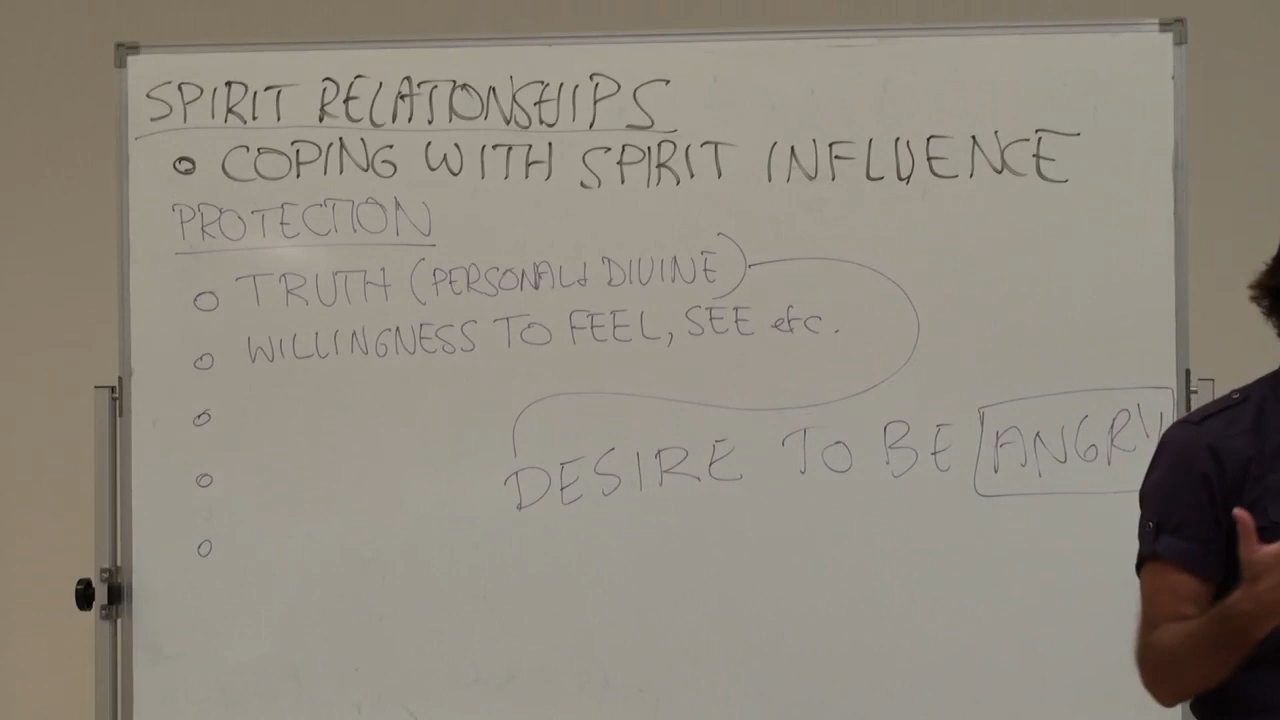 SPIRIT RELATIONSHIPS
COPING WITH SPIRIT INFLUENCE
PROTECTION
TRUTH (PERSONAL & DIVINE)
WILLINGNESS TO FEEL, SEE etc.
DESIRE TO BE ANGRY